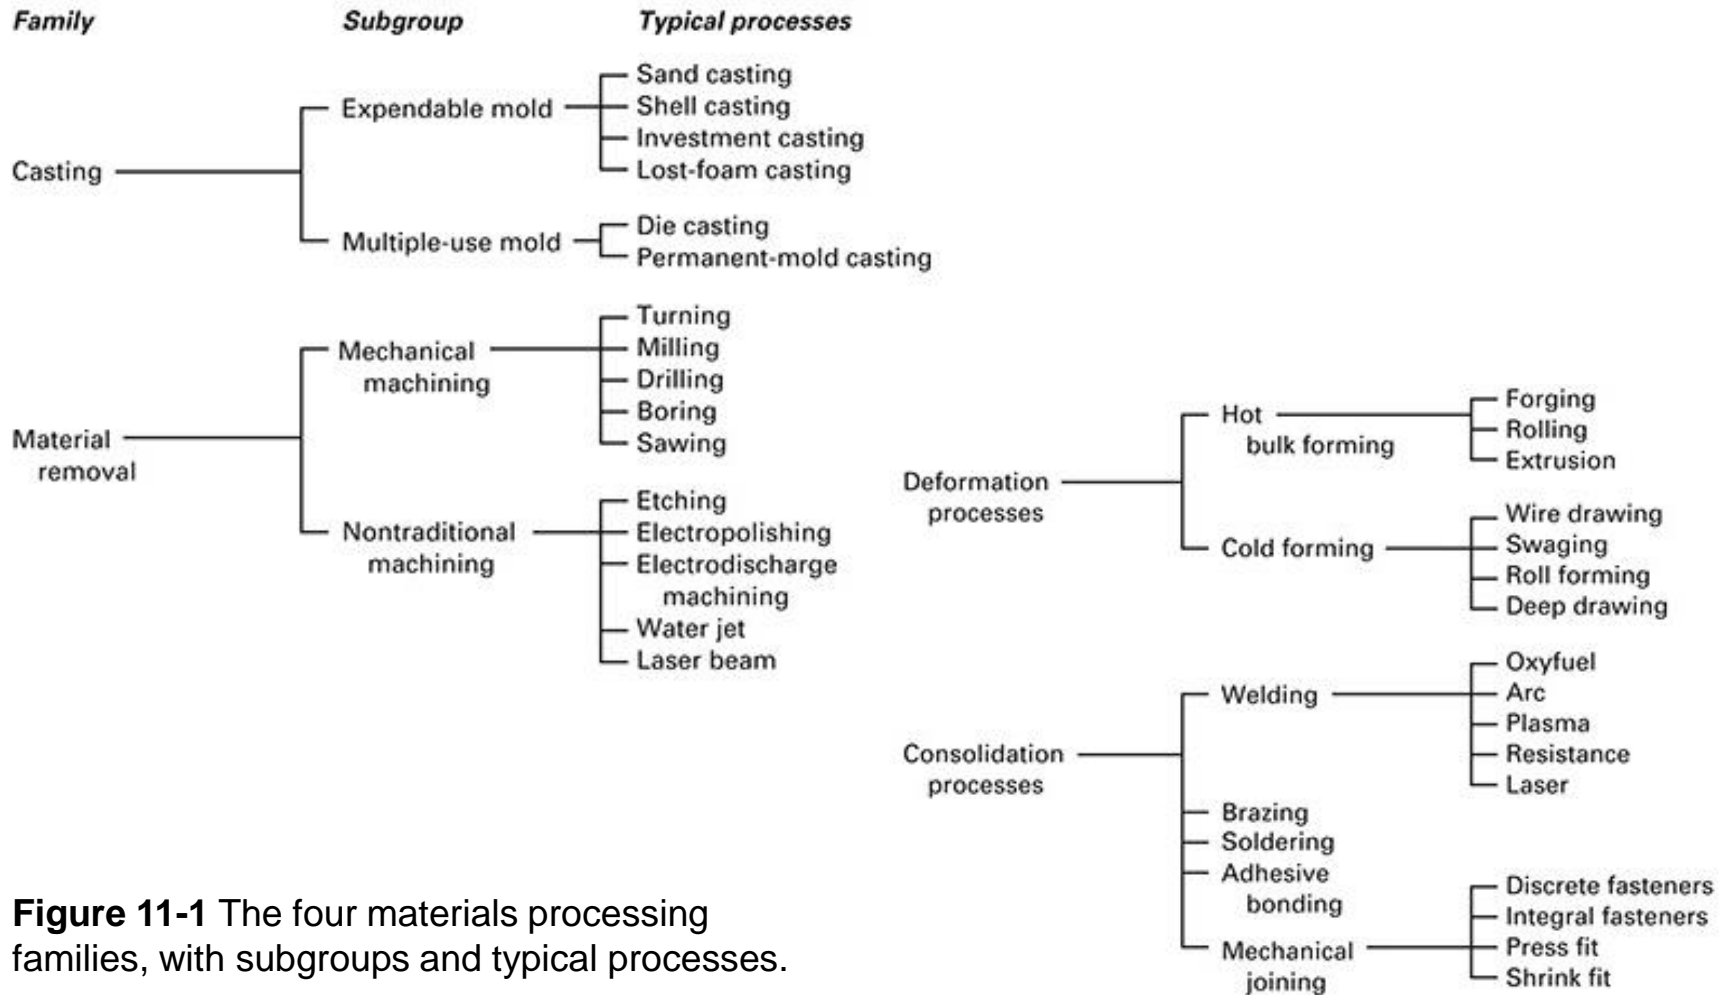 Family Subgroup Typical processes
Casting
Expendable mold
Sand casting
Shell casting
Investment casting
Lost-foam casting
Multiple-use mold
Die casting
Permanent-mold casting
Material
removal
Mechanical
machining
Turning
Milling
Drilling
Boring
Sawing
Nontraditional
machining
Etching
Electropolishing
Electrodischarge
machining
Water jet
Laser beam
Deformation
processes
Hot
bulk forming
Forging
Rolling
Extrusion
Cold forming
Wire drawing
Swaging
Roll forming
Deep drawing
Consolidation
processes
Welding
Oxyfuel
Arc
Plasma
Resistance
Laser
Brazing
Soldering
Adhesive
bonding
Mechanical
joining
Discrete fasteners
Integral fasteners
Press fit
Shrink fit
Figure 11-1 The four materials processing
families, with subgroups and typical processes.